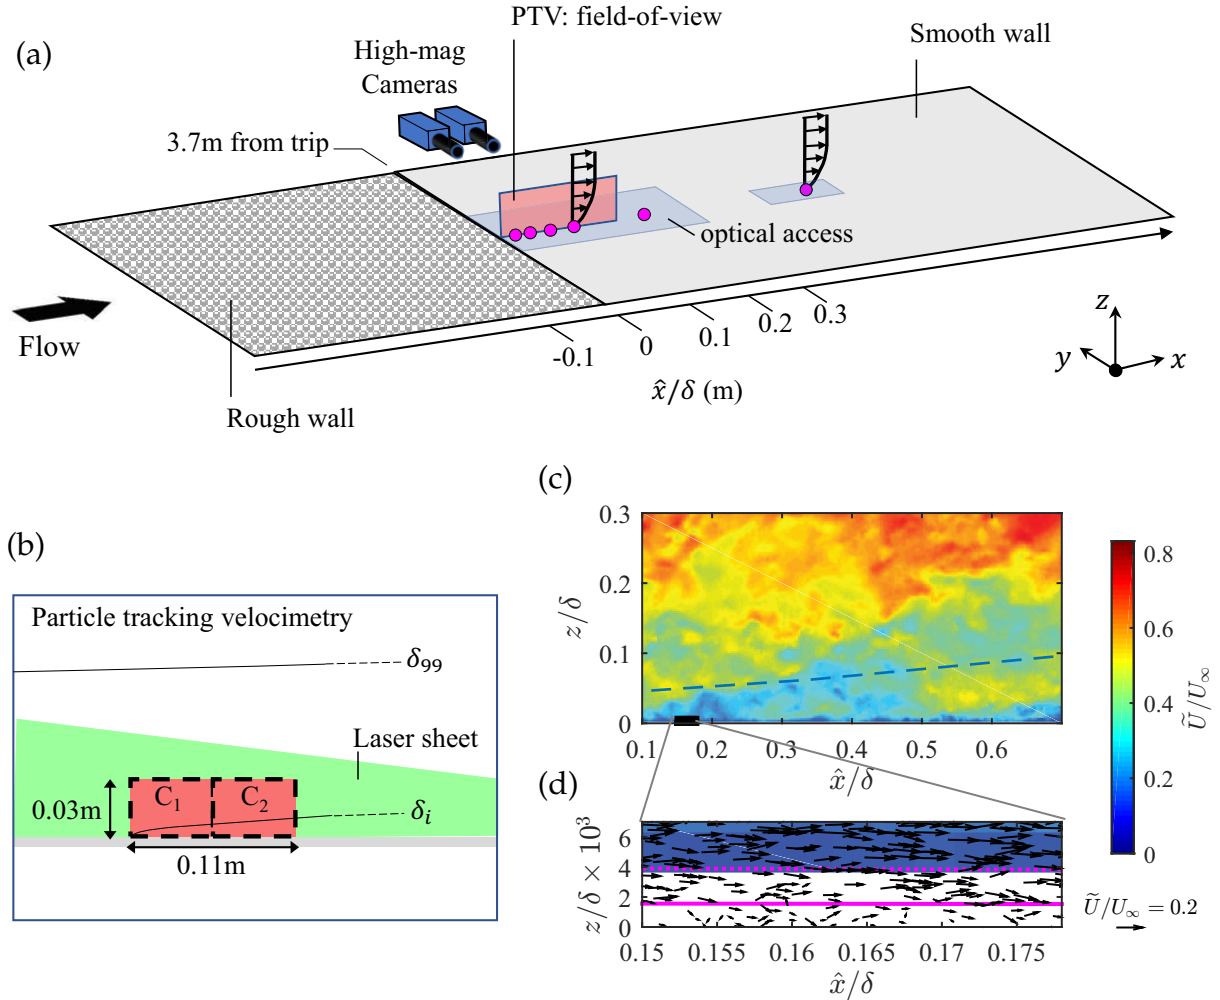 (a)
PTV: field-of-view
High-mag
Cameras
Smooth wall
3.7m from trip
optical access
Flow
Rough wall
-0.1
0
0.1
0.2
0.3
x̂/δ (m)
z
y
x
(b)
Particle tracking velocimetry
δ₉₉
Laser sheet
C₁ C₂
0.03m
δᵢ
0.11m
(c)
0.3
0.2
0.1
0
z/δ
0.1 0.2 0.3 0.4 0.5 0.6
x̂/δ
0.8
0.6
0.4
0.2
0
Ũ/U∞
(d)
6
4
2
0
z/δ × 10³
0.15 0.155 0.16 0.165 0.17 0.175
x̂/δ
Ũ/U∞ = 0.2